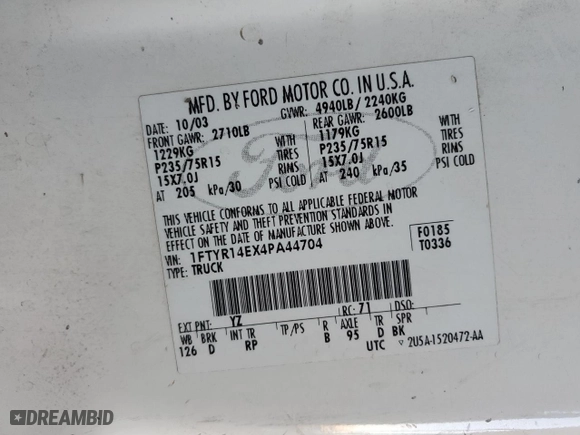 MFD. BY FORD MOTOR CO. IN U.S.A.
DATE: 10/03 GVWR: 4940LB/ 2240KG
FRONT GAWR: 2710LB REAR GAWR: 2600LB
1229KG WITH 1179KG WITH
P235/75R15 TIRES P235/75R15 TIRES
15X7.0J RIMS 15X7.0J RIMS
AT 205 kPa/30 PSI COLD AT 240 kPa/35 PSI COLD
Ford
THIS VEHICLE CONFORMS TO ALL APPLICABLE FEDERAL MOTOR
VEHICLE SAFETY AND THEFT PREVENTION STANDARDS IN
EFFECT ON THE DATE OF MANUFACTURE SHOWN ABOVE.
VIN: 1FTYR14EX4PA44704 F0185
TYPE: TRUCK T0336
EXT PNT: YZ RC: 71 DSO:
WB BRK INT TR TP/PS R AXLE TR SPR
126 D RP B 95 D BK
UTC ▽ 2U5A-1520472-AA
DREAMBID